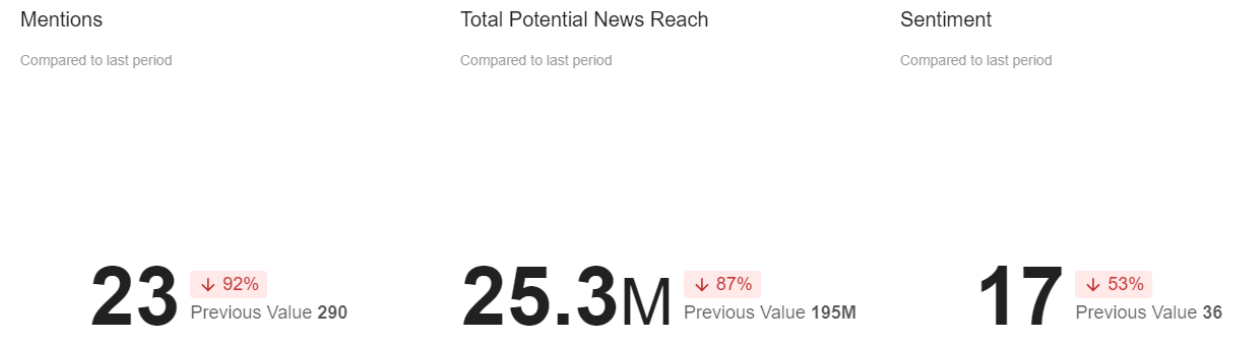 Mentions
Compared to last period
23
↓ 92%
Previous Value 290
Total Potential News Reach
Compared to last period
25.3M
↓ 87%
Previous Value 195M
Sentiment
Compared to last period
17
↓ 53%
Previous Value 36